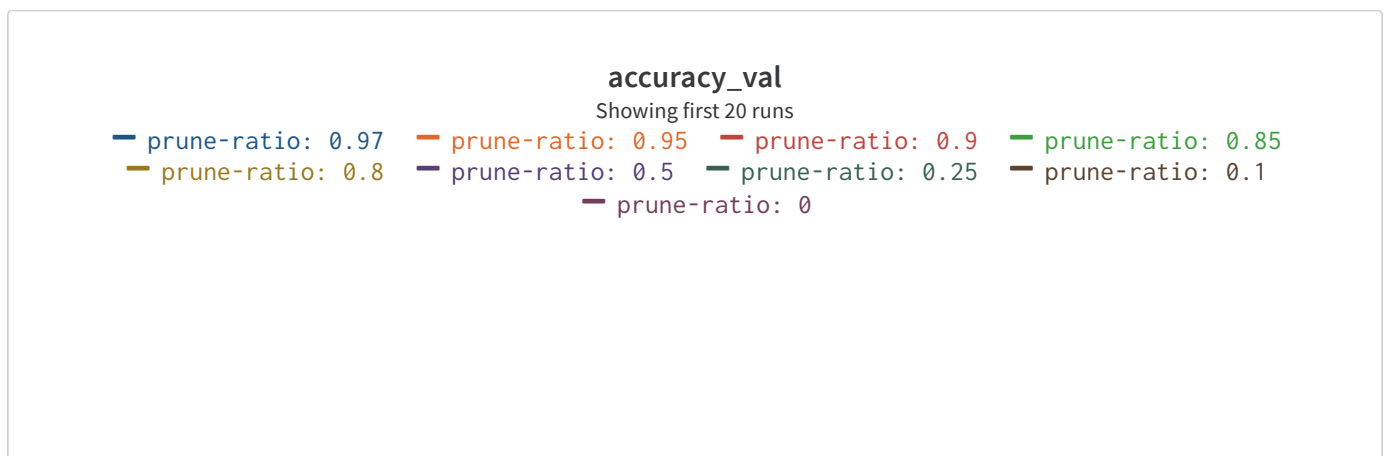 accuracy_val
Showing first 20 runs
prune-ratio: 0.97 prune-ratio: 0.95 prune-ratio: 0.9 prune-ratio: 0.85
prune-ratio: 0.8 prune-ratio: 0.5 prune-ratio: 0.25 prune-ratio: 0.1
prune-ratio: 0